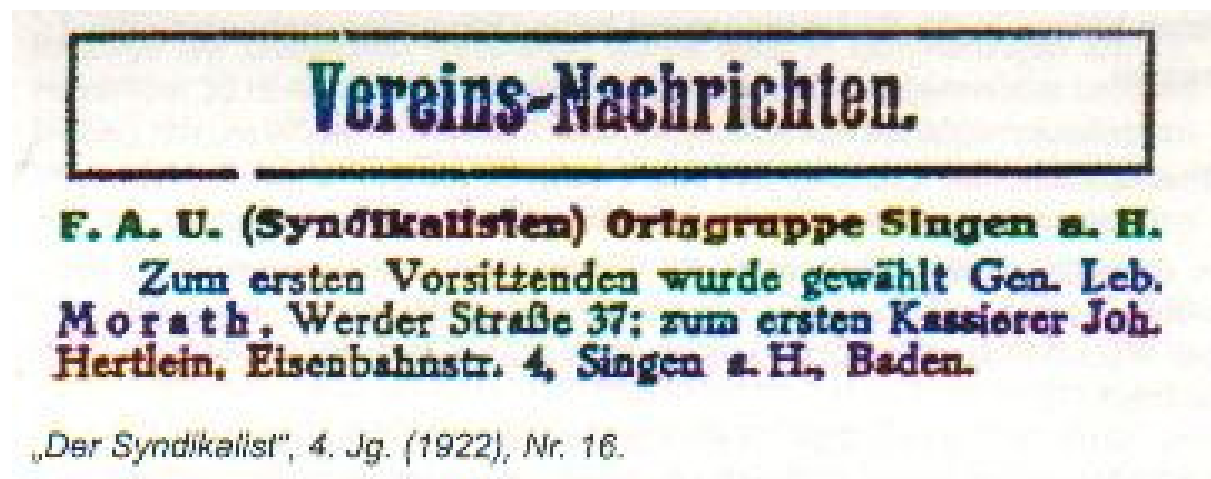 Vereins-Nachrichten.
F. A. U. (Syndikalisten) Ortsgruppe Singen a. H.
Zum ersten Vorsitzenden wurde gewählt Gen. Leb.
Morath, Werder Straße 37; zum ersten Kassierer Joh.
Hertlein, Eisenbahnstr. 4, Singen a. H., Baden.
„Der Syndikalist“, 4. Jg. (1922), Nr. 16.